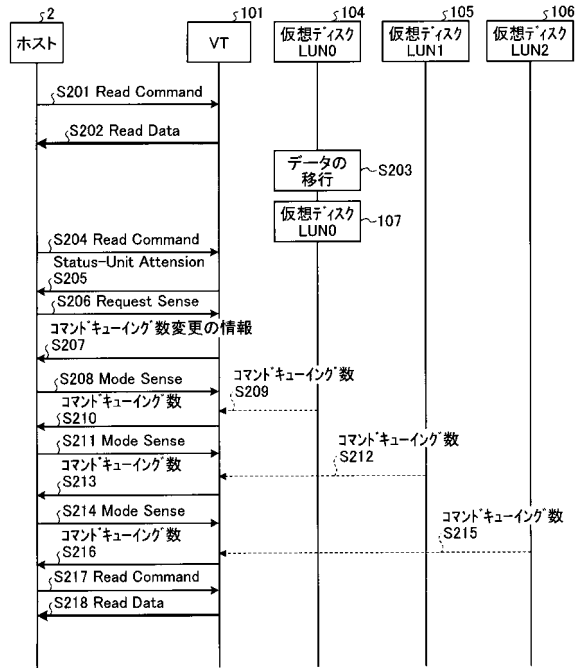 2
101
104
105
106
ホスト
VT
仮想ディスク
LUN0
仮想ディスク
LUN1
仮想ディスク
LUN2
S201 Read Command
S202 Read Data
データの
移行
S203
仮想ディスク
LUN0
107
S204 Read Command
Status-Unit Attension
S205
S206 Request Sense
コマンドキューイング数変更の情報
S207
S208 Mode Sense
コマンドキューイング数
S209
コマンドキューイング数
S210
S211 Mode Sense
コマンドキューイング数
S212
コマンドキューイング数
S213
S214 Mode Sense
コマンドキューイング数
S215
コマンドキューイング数
S216
S217 Read Command
S218 Read Data